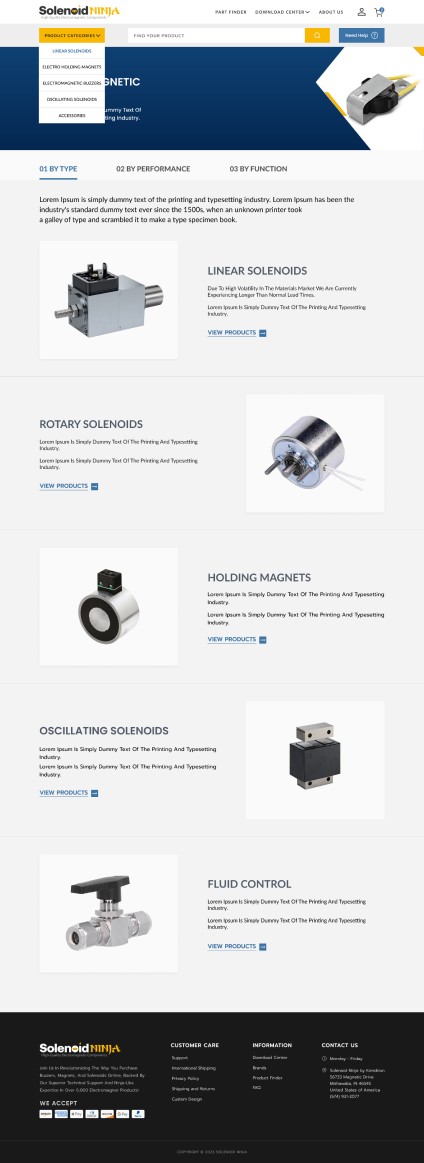 Solenoid NINJA
High Quality Electromagnetic Components
PART FINDER
DOWNLOAD CENTER
ABOUT US
PRODUCT CATEGORIES
FIND YOUR PRODUCT
Need Help
LINEAR SOLENOIDS
ELECTRO HOLDING MAGNETS
ELECTROMAGNETIC BUZZERS
OSCILLATING SOLENOIDS
ACCESSORIES
GNETIC
ummy Text Of
ting Industry.
01 BY TYPE
02 BY PERFORMANCE
03 BY FUNCTION
Lorem Ipsum is simply dummy text of the printing and typesetting industry. Lorem Ipsum has been the
industry's standard dummy text ever since the 1500s, when an unknown printer took
a galley of type and scrambled it to make a type specimen book.
LINEAR SOLENOIDS
Due To High Volatility In The Materials Market We Are Currently
Experiencing Longer Than Normal Lead Times.
Lorem Ipsum Is Simply Dummy Text Of The Printing And Typesetting
Industry.
VIEW PRODUCTS
ROTARY SOLENOIDS
Lorem Ipsum Is Simply Dummy Text Of The Printing And Typesetting
Industry.
Lorem Ipsum Is Simply Dummy Text Of The Printing And Typesetting
Industry.
VIEW PRODUCTS
HOLDING MAGNETS
Lorem Ipsum Is Simply Dummy Text Of The Printing And Typesetting
Industry.
Lorem Ipsum Is Simply Dummy Text Of The Printing And Typesetting
Industry.
VIEW PRODUCTS
OSCILLATING SOLENOIDS
Lorem Ipsum Is Simply Dummy Text Of The Printing And Typesetting
Industry.
Lorem Ipsum Is Simply Dummy Text Of The Printing And Typesetting
Industry.
VIEW PRODUCTS
FLUID CONTROL
Lorem Ipsum Is Simply Dummy Text Of The Printing And Typesetting
Industry.
Lorem Ipsum Is Simply Dummy Text Of The Printing And Typesetting
Industry.
VIEW PRODUCTS
Solenoid NINJA
High Quality Electromagnetic Components
Join Us In Revolutionizing The Way You Purchase
Buzzers, Magnets, And Solenoids Online, Backed By
Our Superior Technical Support And Ninja-Like
Expertise In Over 5,000 Electromagnet Products!
WE ACCEPT
CUSTOMER CARE
Support
International Shipping
Privacy Policy
Shipping and Returns
Custom Design
INFORMATION
Download Center
Brands
Product Finder
FAQ
CONTACT US
Monday - Friday
Solenoid Ninja by Kendrion
56733 Magnetic Drive
Mishawaka, IN 46545
United States of America
COPYRIGHT © 2023 SOLENOID NINJA